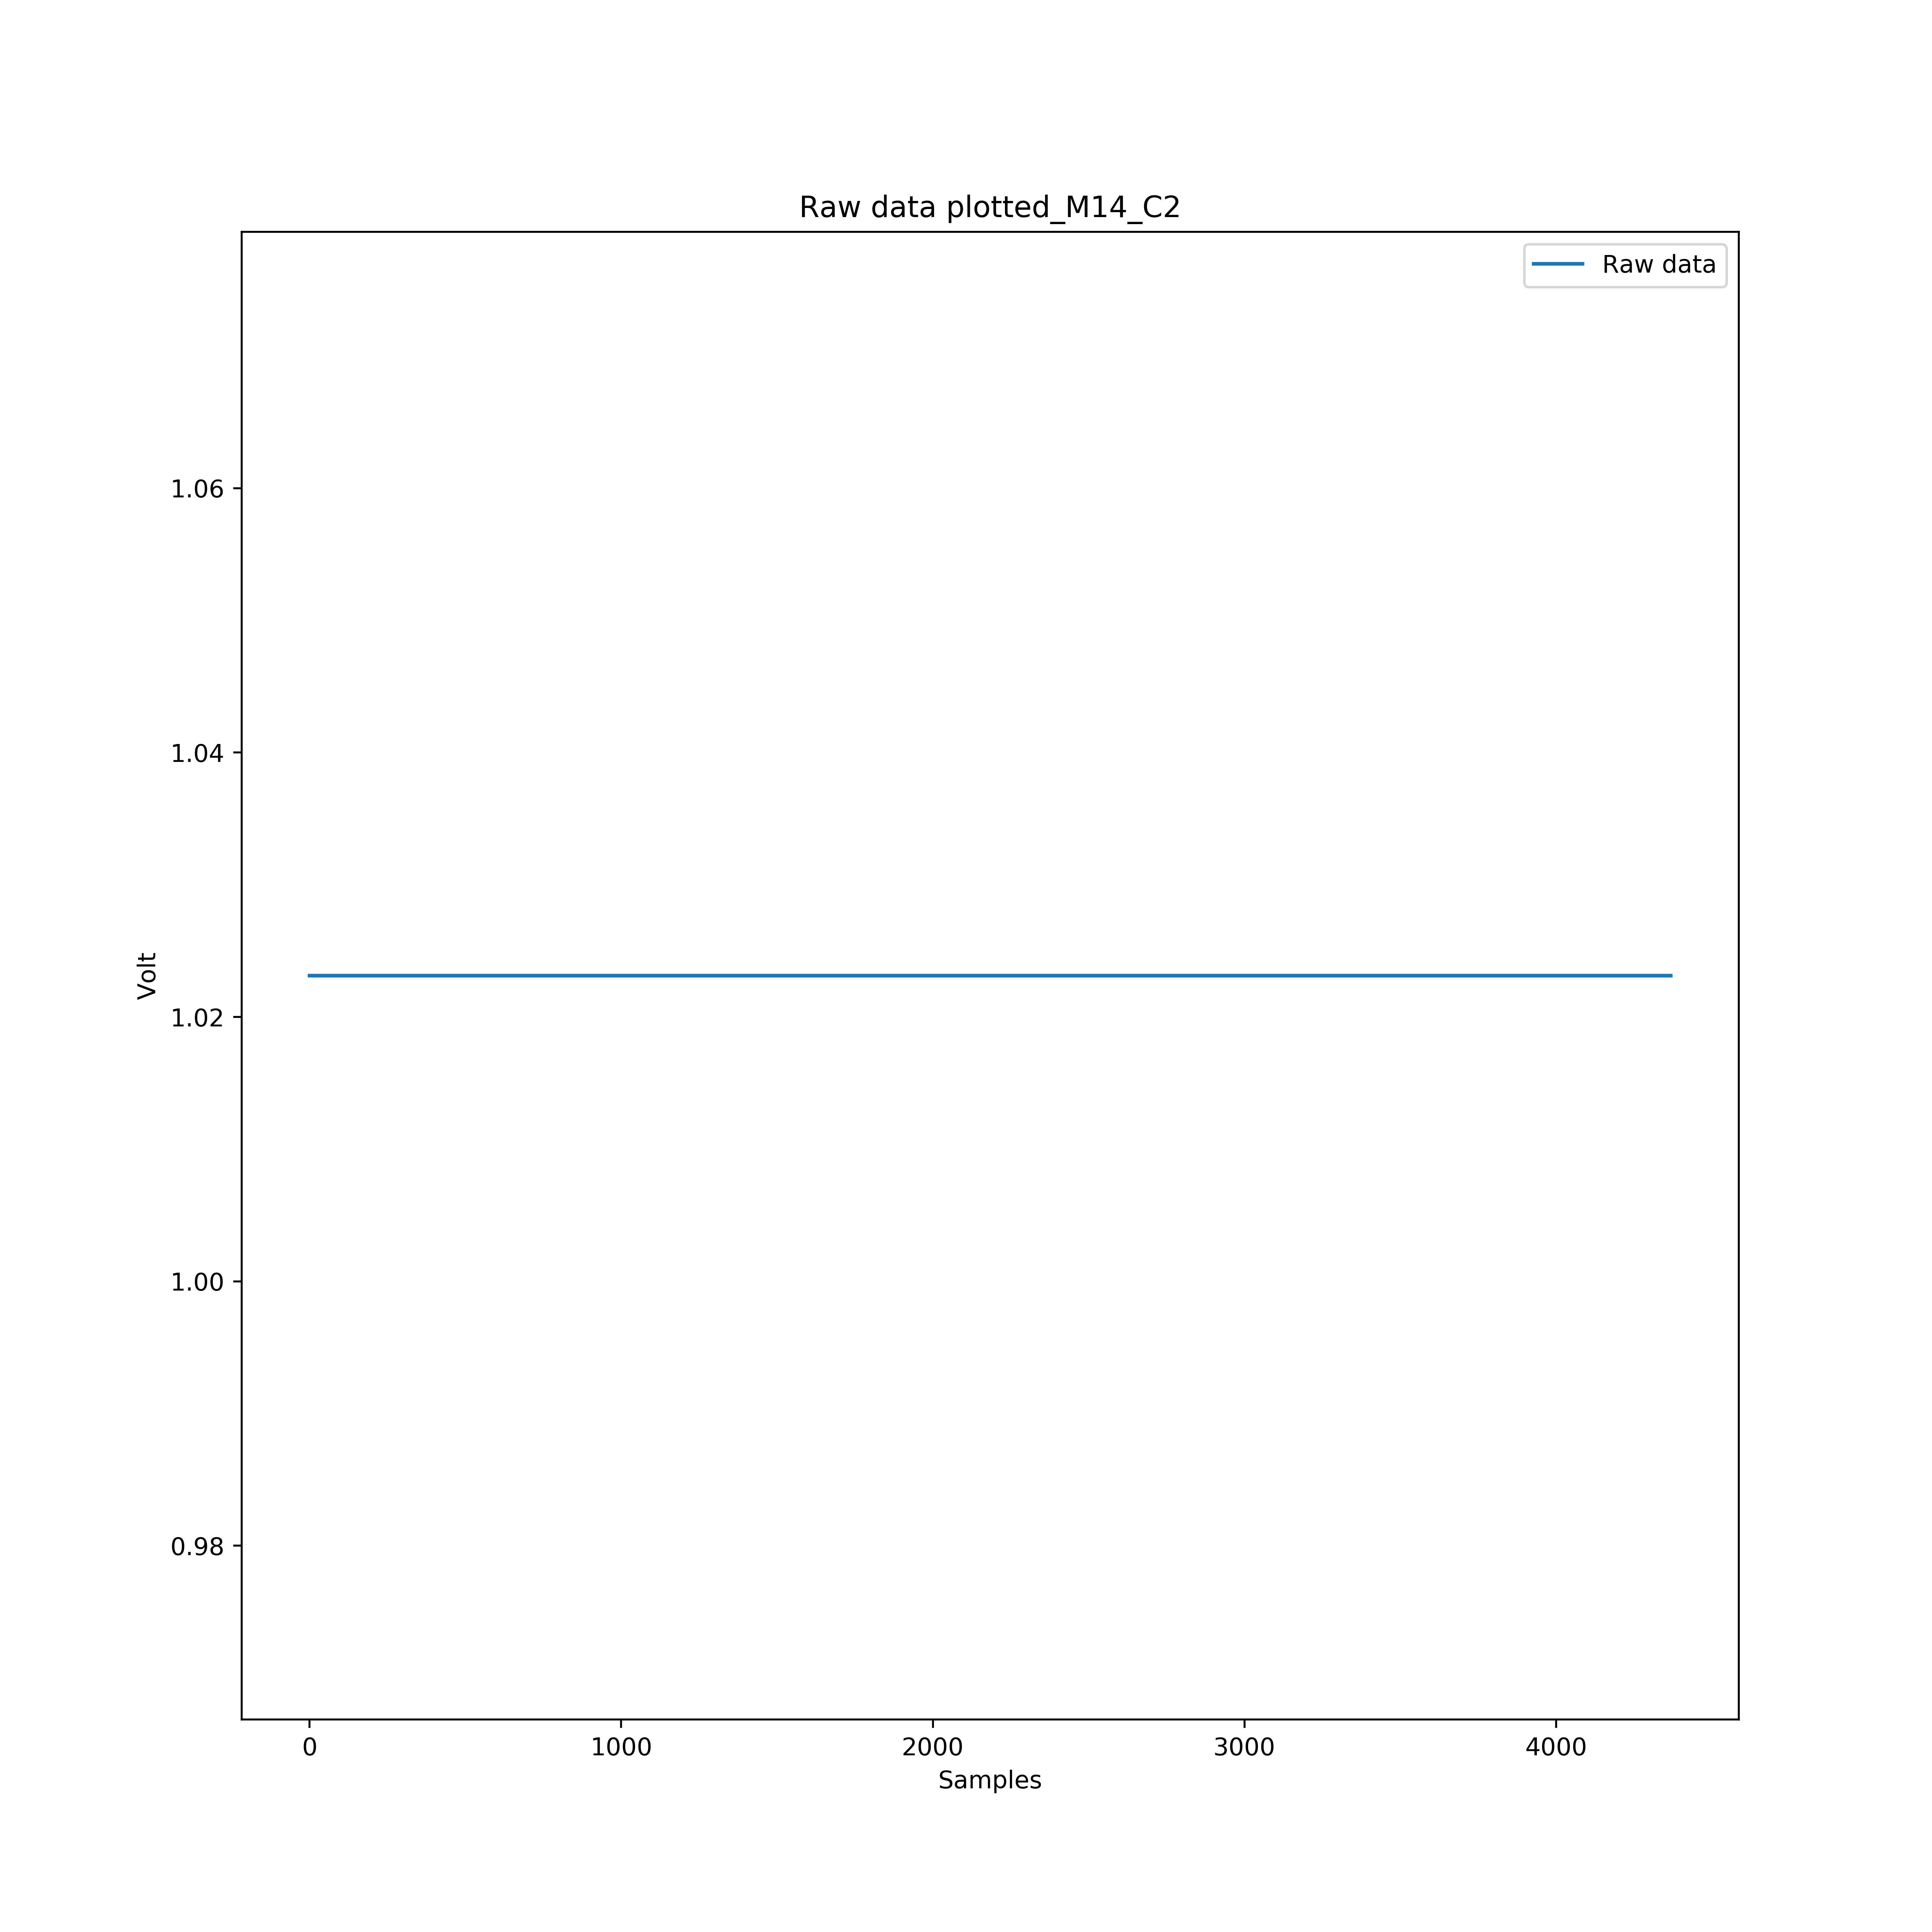 Raw data plotted_M14_C2
Raw data
1.06
1.04
1.02
1.00
0.98
Volt
0 1000 2000 3000 4000
Samples